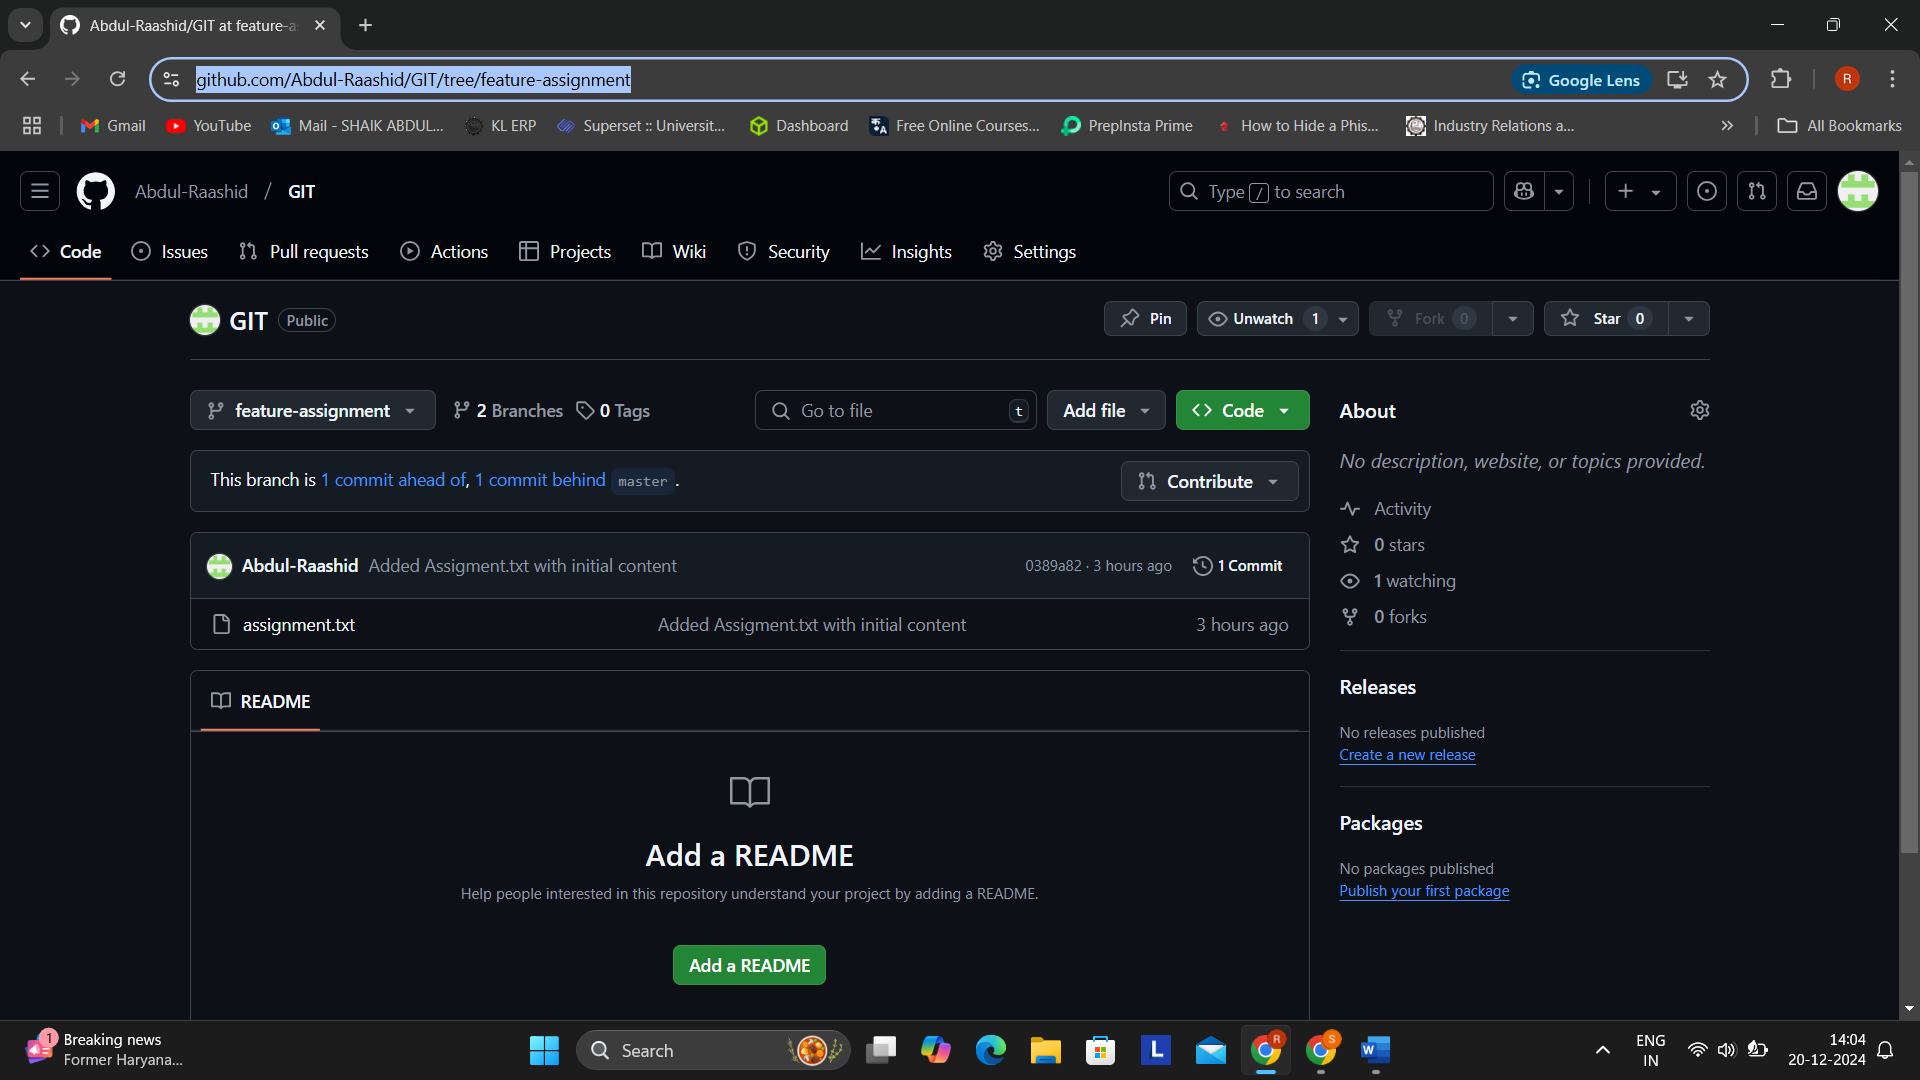 Abdul-Raashid/GIT at feature-a
github.com/Abdul-Raashid/GIT/tree/feature-assignment
Google Lens
R
Gmail
YouTube
Mail - SHAIK ABDUL...
KL ERP
Superset :: Universit...
Dashboard
Free Online Courses...
PrepInsta Prime
How to Hide a Phis...
Industry Relations a...
All Bookmarks
Abdul-Raashid / GIT
Type / to search
Code
Issues
Pull requests
Actions
Projects
Wiki
Security
Insights
Settings
GIT Public
Pin
Unwatch 1
Fork 0
Star 0
feature-assignment
2 Branches
0 Tags
Go to file t
Add file
Code
This branch is 1 commit ahead of, 1 commit behind master .
Contribute
Abdul-Raashid Added Assigment.txt with initial content 0389a82 · 3 hours ago 1 Commit
assignment.txt Added Assigment.txt with initial content 3 hours ago
README
Add a README
Help people interested in this repository understand your project by adding a README.
Add a README
About
No description, website, or topics provided.
Activity
0 stars
1 watching
0 forks
Releases
No releases published
Create a new release
Packages
No packages published
Publish your first package
1
Breaking news
Former Haryana...
Search
L
R
S
W
ENG
IN
14:04
20-12-2024